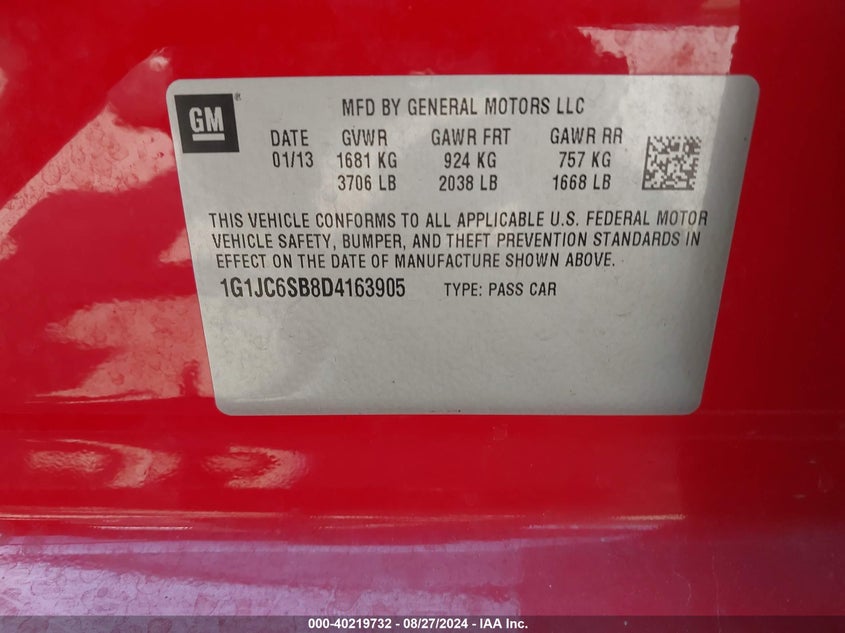 GM ®
MFD BY GENERAL MOTORS LLC
DATE GVWR GAWR FRT GAWR RR
01/13 1681 KG 924 KG 757 KG
3706 LB 2038 LB 1668 LB
THIS VEHICLE CONFORMS TO ALL APPLICABLE U.S. FEDERAL MOTOR
VEHICLE SAFETY, BUMPER, AND THEFT PREVENTION STANDARDS IN
EFFECT ON THE DATE OF MANUFACTURE SHOWN ABOVE.
1G1JC6SB8D4163905 TYPE: PASS CAR
000-40219732 - 08/27/2024 - IAA Inc.